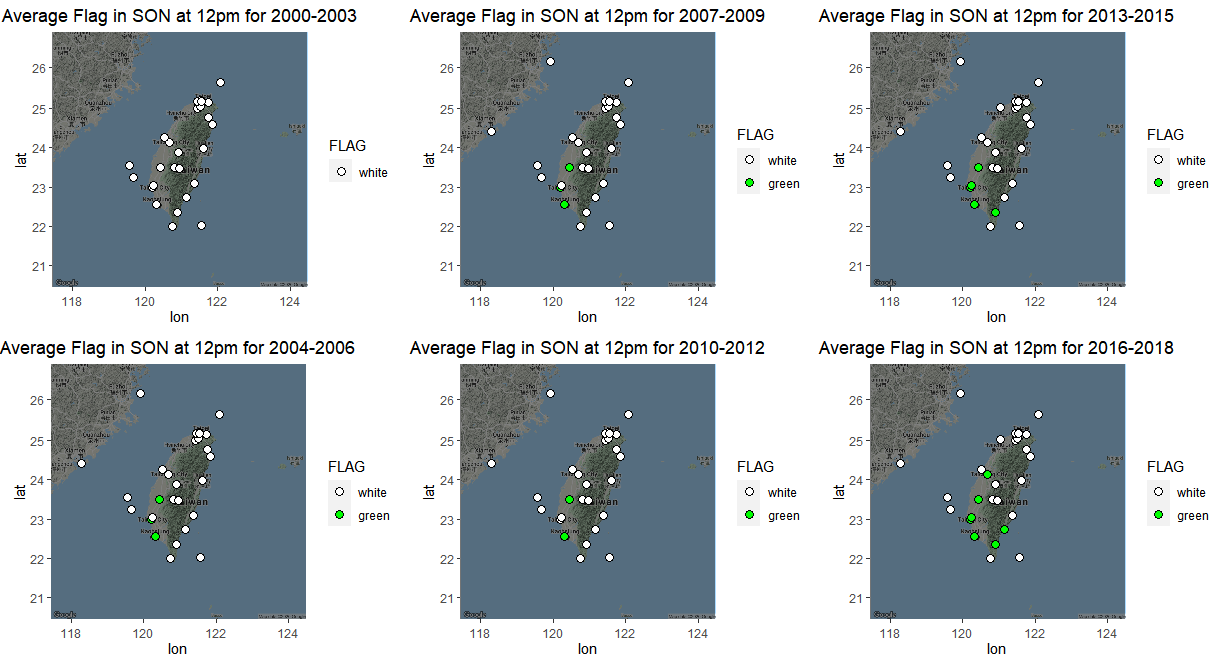 Average Flag in SON at 12pm for 2000-2003
26
25
24
23
22
21
lat
118 120 122 124
lon
FLAG
white
Average Flag in SON at 12pm for 2007-2009
26
25
24
23
22
21
lat
118 120 122 124
lon
FLAG
white
green
Average Flag in SON at 12pm for 2013-2015
26
25
24
23
22
21
lat
118 120 122 124
lon
FLAG
white
green
Average Flag in SON at 12pm for 2004-2006
26
25
24
23
22
21
lat
118 120 122 124
lon
FLAG
white
green
Average Flag in SON at 12pm for 2010-2012
26
25
24
23
22
21
lat
118 120 122 124
lon
FLAG
white
green
Average Flag in SON at 12pm for 2016-2018
26
25
24
23
22
21
lat
118 120 122 124
lon
FLAG
white
green